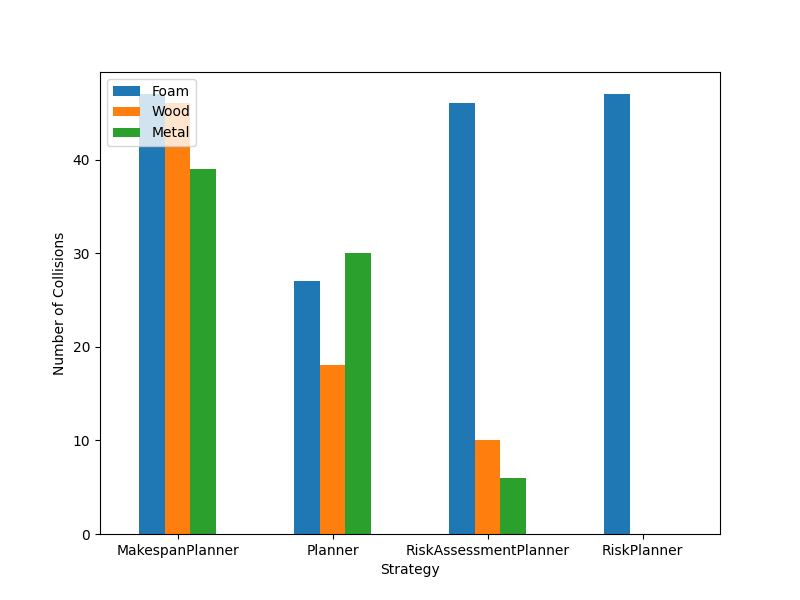 Foam
Wood
Metal
Number of Collisions
40
30
20
10
0
MakespanPlanner
Planner
RiskAssessmentPlanner
RiskPlanner
Strategy